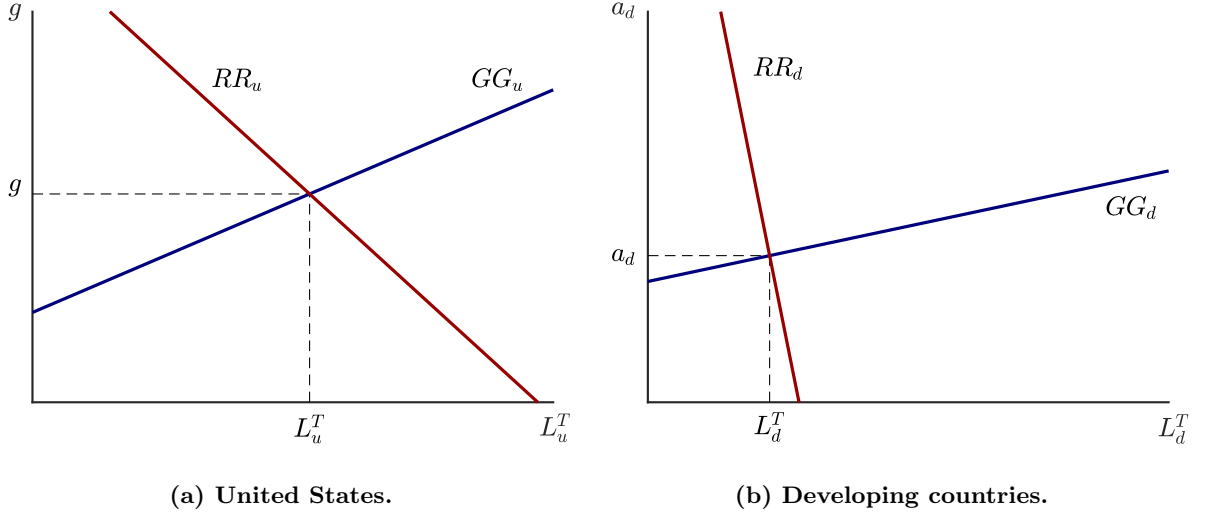 g
RR_u
GG_u
g
L_u^T
L_u^T
(a) United States.
a_d
RR_d
GG_d
a_d
L_d^T
L_d^T
(b) Developing countries.